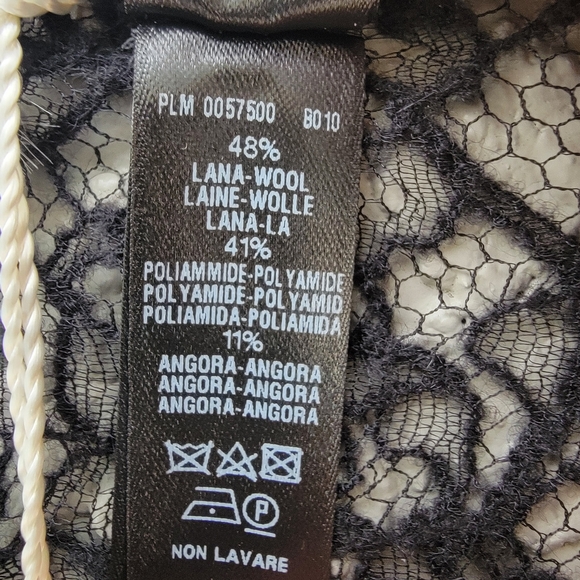 PLM 0057500 B010
48%
LANA-WOOL
LAINE-WOLLE
LANA-LA
41%
POLIAMMIDE-POLYAMIDE
POLYAMIDE-POLYAMID
POLIAMIDA-POLIAMIDA
11%
ANGORA-ANGORA
ANGORA-ANGORA
ANGORA-ANGORA
P
NON LAVARE